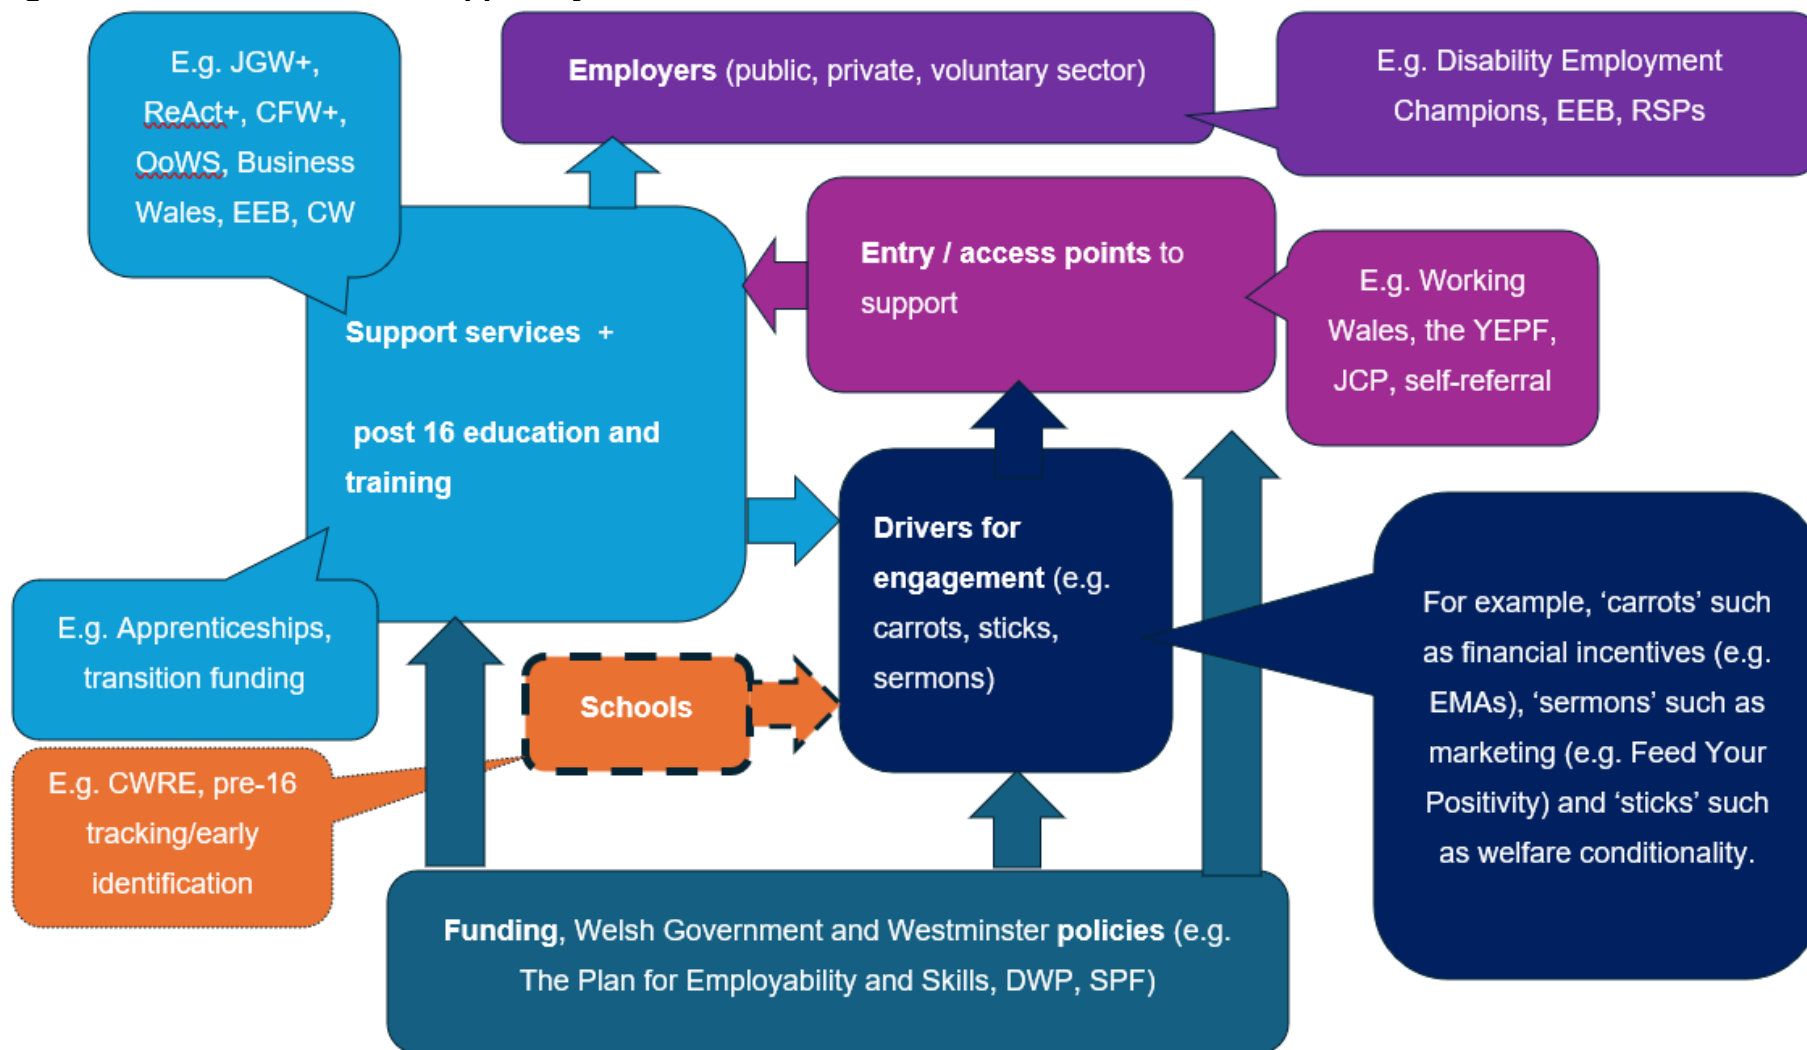 E.g. JGW+,
ReAct+, CFW+,
OoWS, Business
Wales, EEB, CW
Employers (public, private, voluntary sector)
E.g. Disability Employment
Champions, EEB, RSPs
Entry / access points to
support
E.g. Working
Wales, the YEPF,
JCP, self-referral
Support services +
post 16 education and
training
Drivers for
engagement (e.g.
carrots, sticks,
sermons)
For example, ‘carrots’ such
as financial incentives (e.g.
EMAs), ‘sermons’ such as
marketing (e.g. Feed Your
Positivity) and ‘sticks’ such
as welfare conditionality.
E.g. Apprenticeships,
transition funding
Schools
E.g. CWRE, pre-16
tracking/early
identification
Funding, Welsh Government and Westminster policies (e.g.
The Plan for Employability and Skills, DWP, SPF)